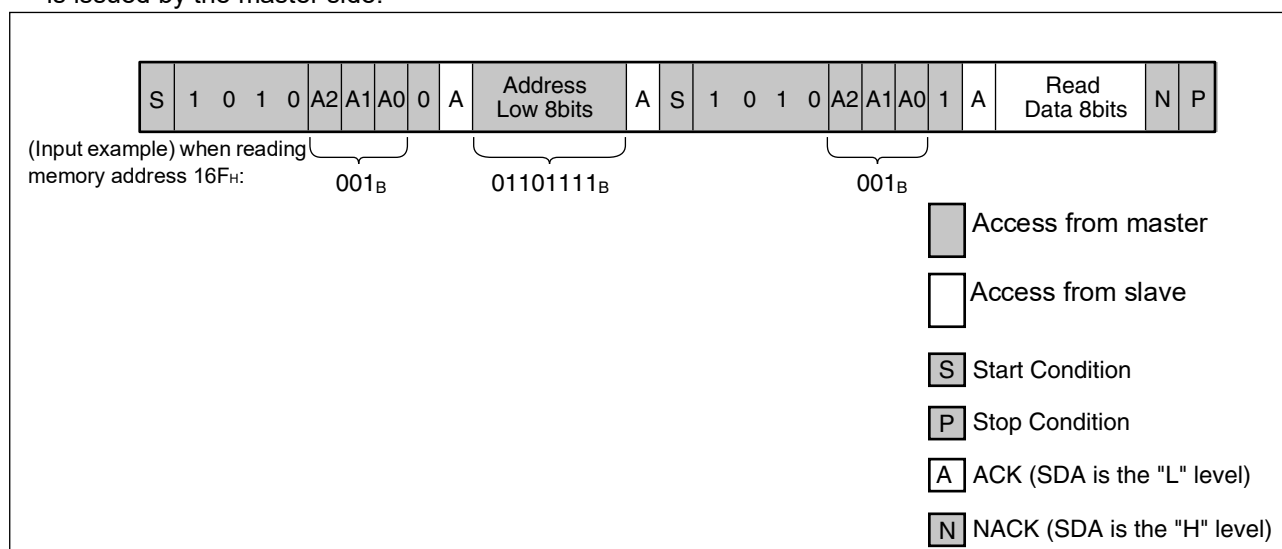 is issued by the master side.
S 1 0 1 0 A2 A1 A0 0 A Address Low 8bits A S 1 0 1 0 A2 A1 A0 1 A Read Data 8bits N P
(Input example) when reading
memory address 16FH:
001B 01101111B 001B
Access from master
Access from slave
S Start Condition
P Stop Condition
A ACK (SDA is the "L" level)
N NACK (SDA is the "H" level)